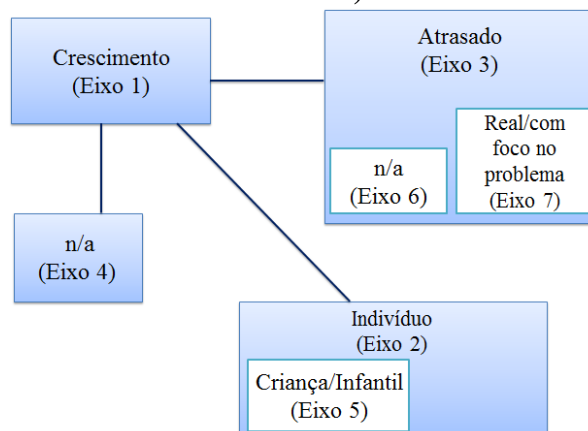 Crescimento
(Eixo 1)
Atrasado
(Eixo 3)
n/a
(Eixo 6)
Real/com
foco no
problema
(Eixo 7)
n/a
(Eixo 4)
Indivíduo
(Eixo 2)
Criança/Infantil
(Eixo 5)